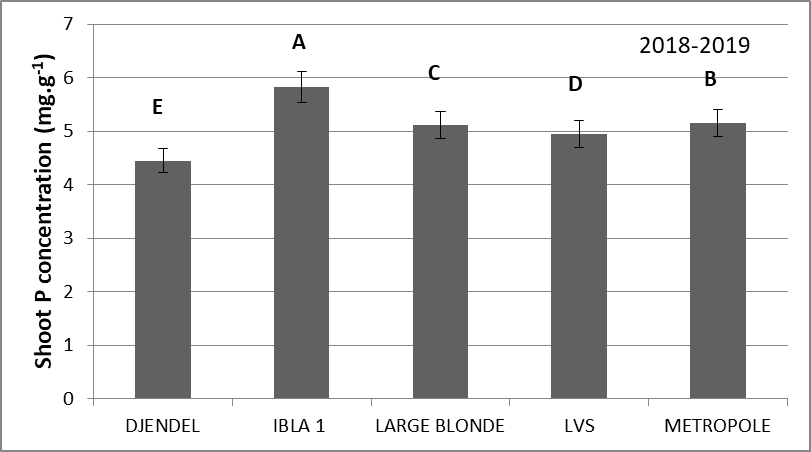 Shoot P concentration (mg.g⁻¹)
7
6
5
4
3
2
1
0
2018-2019
E
A
C
D
B
DJENDEL
IBLA 1
LARGE BLONDE
LVS
METROPOLE